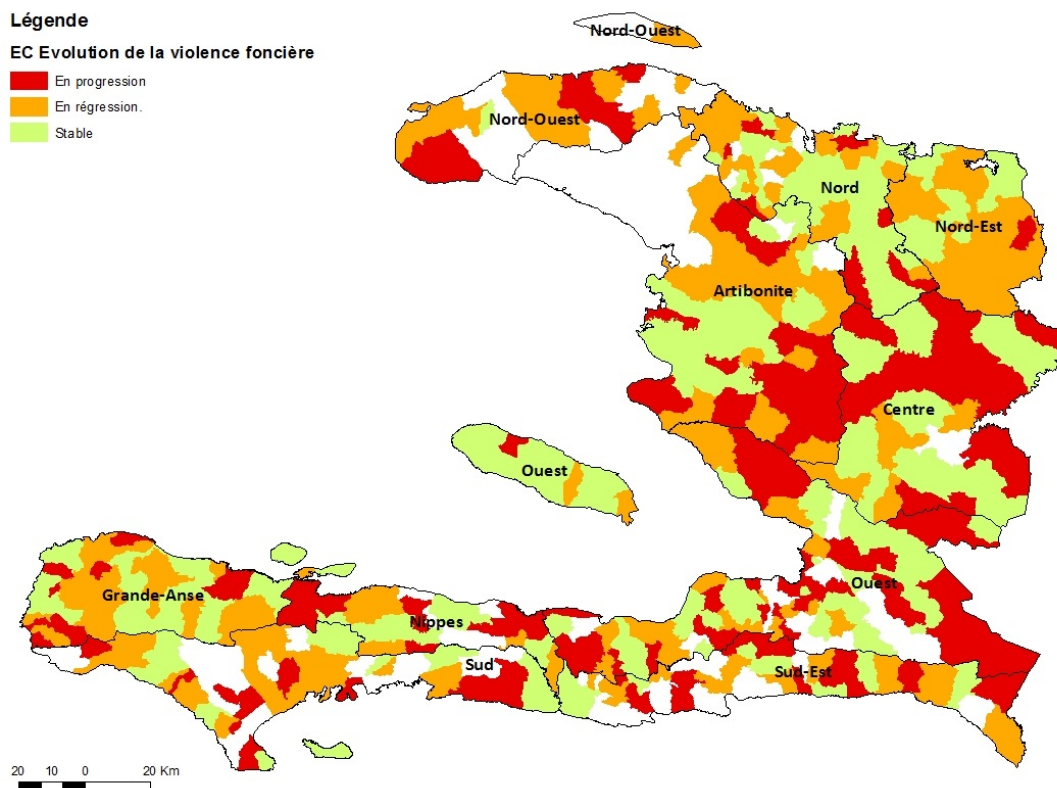 Légende
EC Evolution de la violence foncière
En progression
En régression.
Stable
Nord-Ouest
Nord-Ouest
Nord
Nord-Est
Artibonite
Centre
Ouest
Ouest
Grande-Anse
Nippes
Sud
Sud-Est
20 10 0 20 Km